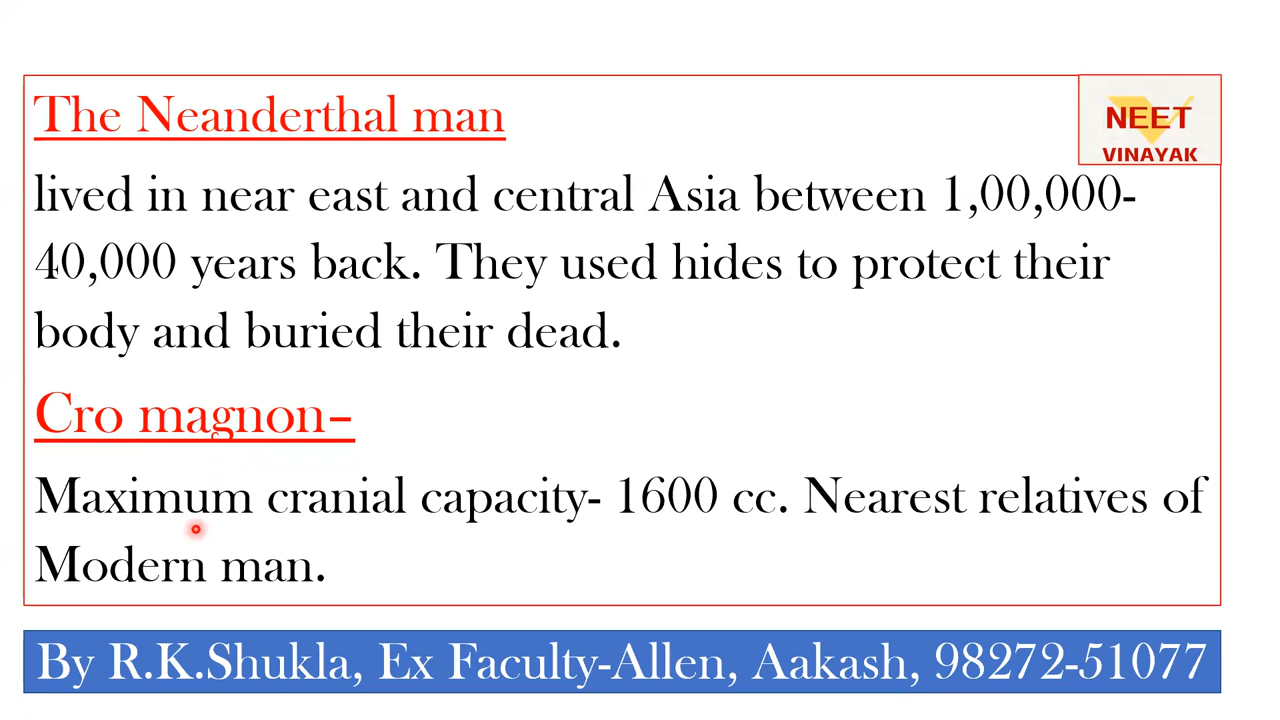 The Neanderthal man
NEET
VINAYAK
lived in near east and central Asia between 1,00,000-
40,000 years back. They used hides to protect their
body and buried their dead.
Cro magnon–
Maximum cranial capacity- 1600 cc. Nearest relatives of
Modern man.
By R.K.Shukla, Ex Faculty-Allen, Aakash, 98272-51077